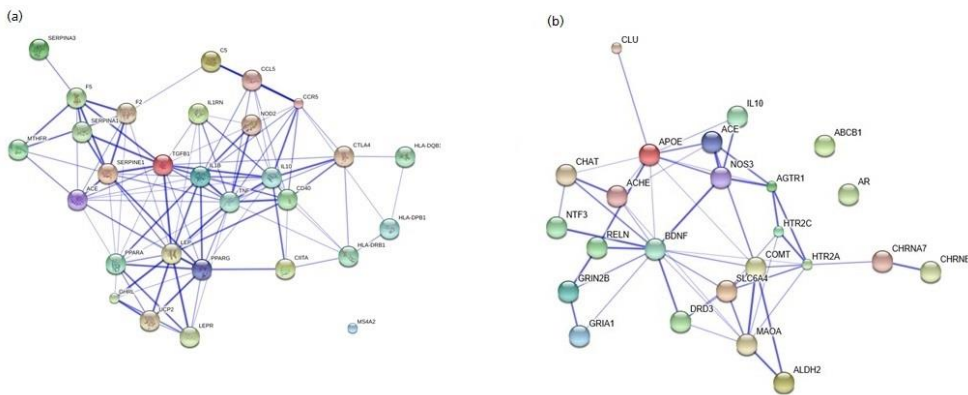 (a)
SERPINA3
C5
CCL5
F5
CCR5
F2
IL1RN
NOD2
SERPINA1
MTHFR
CTLA4
HLA-DQB1
TGFB1
SERPINE1
IL1B
IL10
TNF
CD40
ACE
HLA-DPB1
LEP
HLA-DRB1
PPARA
PPARG
CIITA
GHRL
UCP2
LEPR
MS4A2
(b)
CLU
IL10
ACE
ABCB1
APOE
NOS3
CHAT
AGTR1
ACHE
AR
NTF3
HTR2C
RELN
BDNF
COMT
HTR2A
CHRNA7
SLC6A4
CHRNE
GRIN2B
DRD3
GRIA1
MAOA
ALDH2